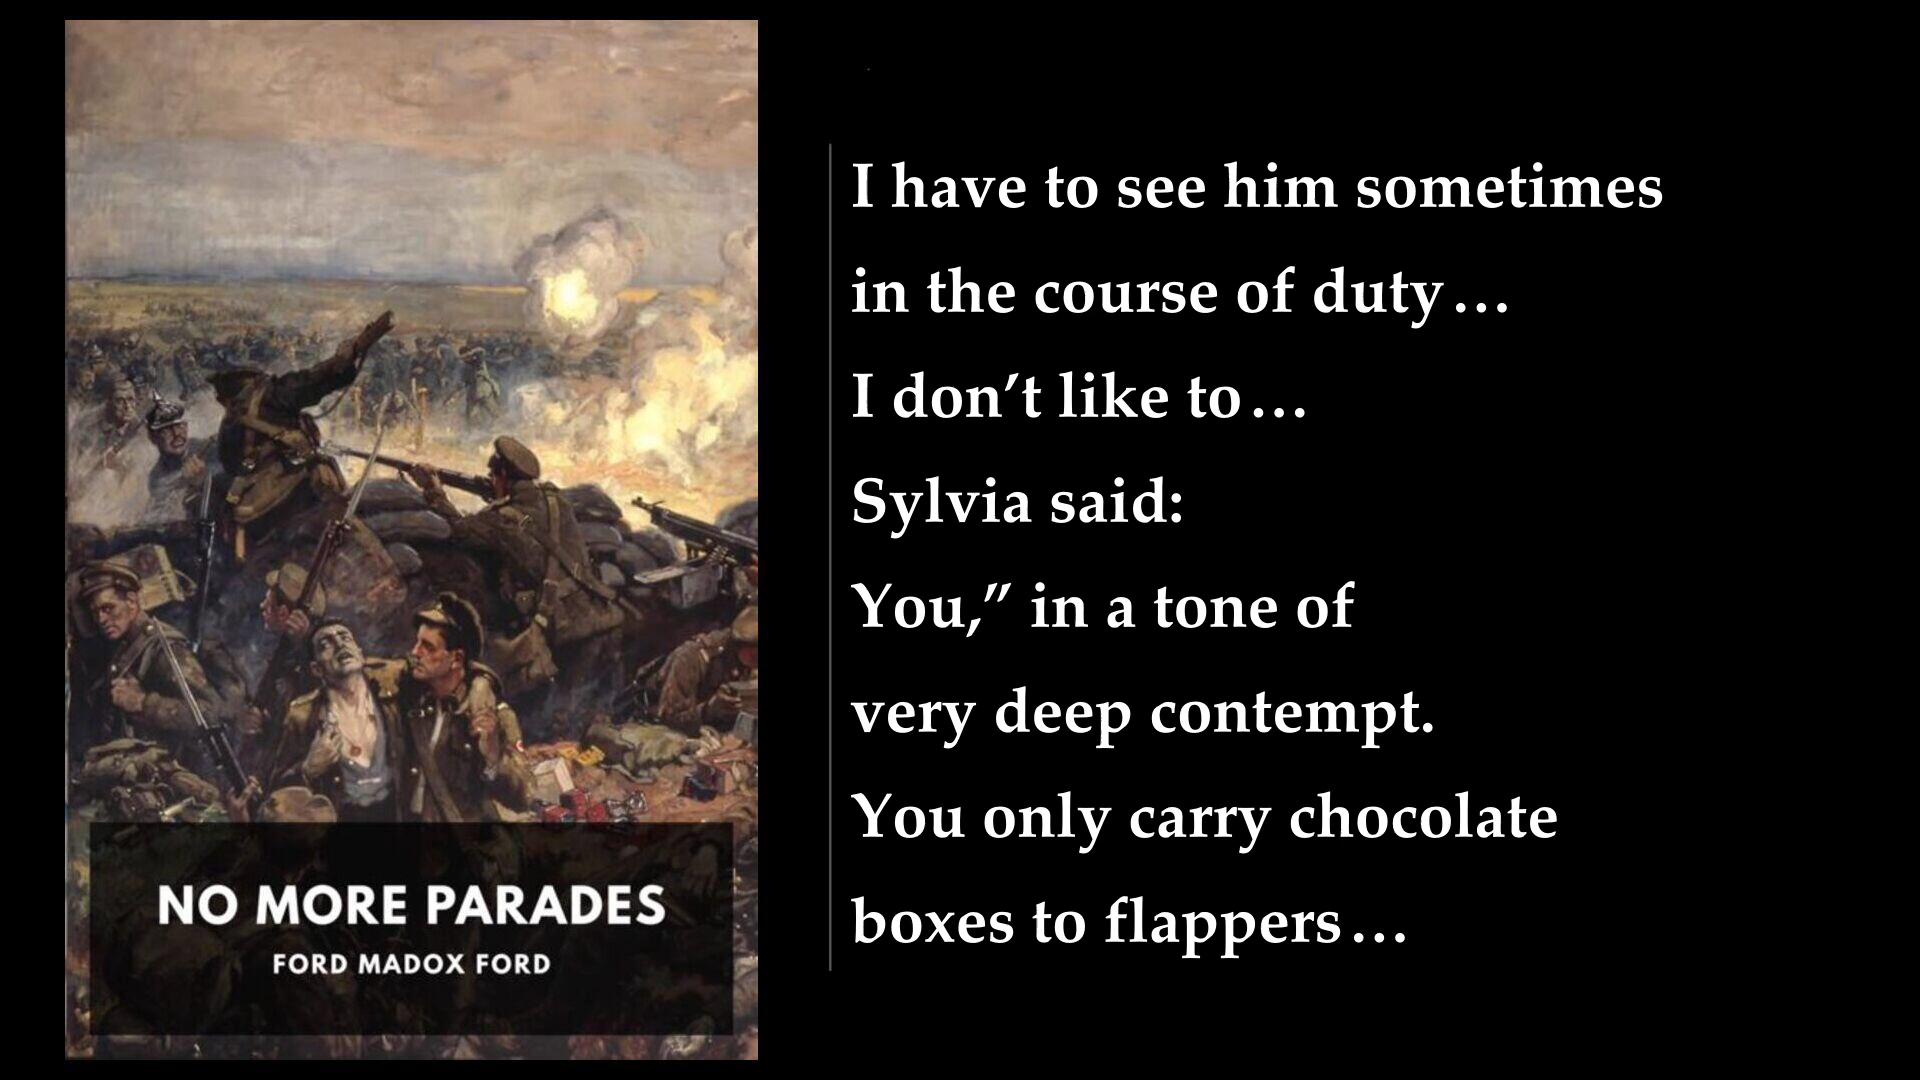 NO MORE PARADES
FORD MADOX FORD
I have to see him sometimes
in the course of duty…
I don’t like to…
Sylvia said:
You,” in a tone of
very deep contempt.
You only carry chocolate
boxes to flappers…